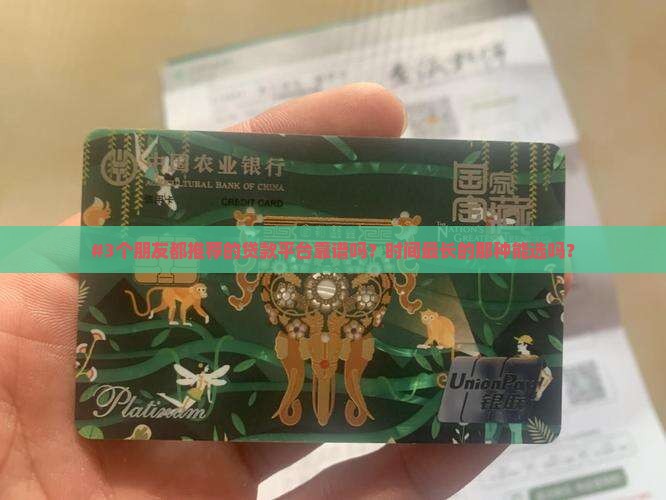 中国农业银行
AGRICULTURAL BANK OF CHINA
CREDIT CARD
国家
宝藏
#3个朋友都推荐的贷款平台靠谱吗？时间最长的那种能选吗？
Platinum
UnionPay
银联